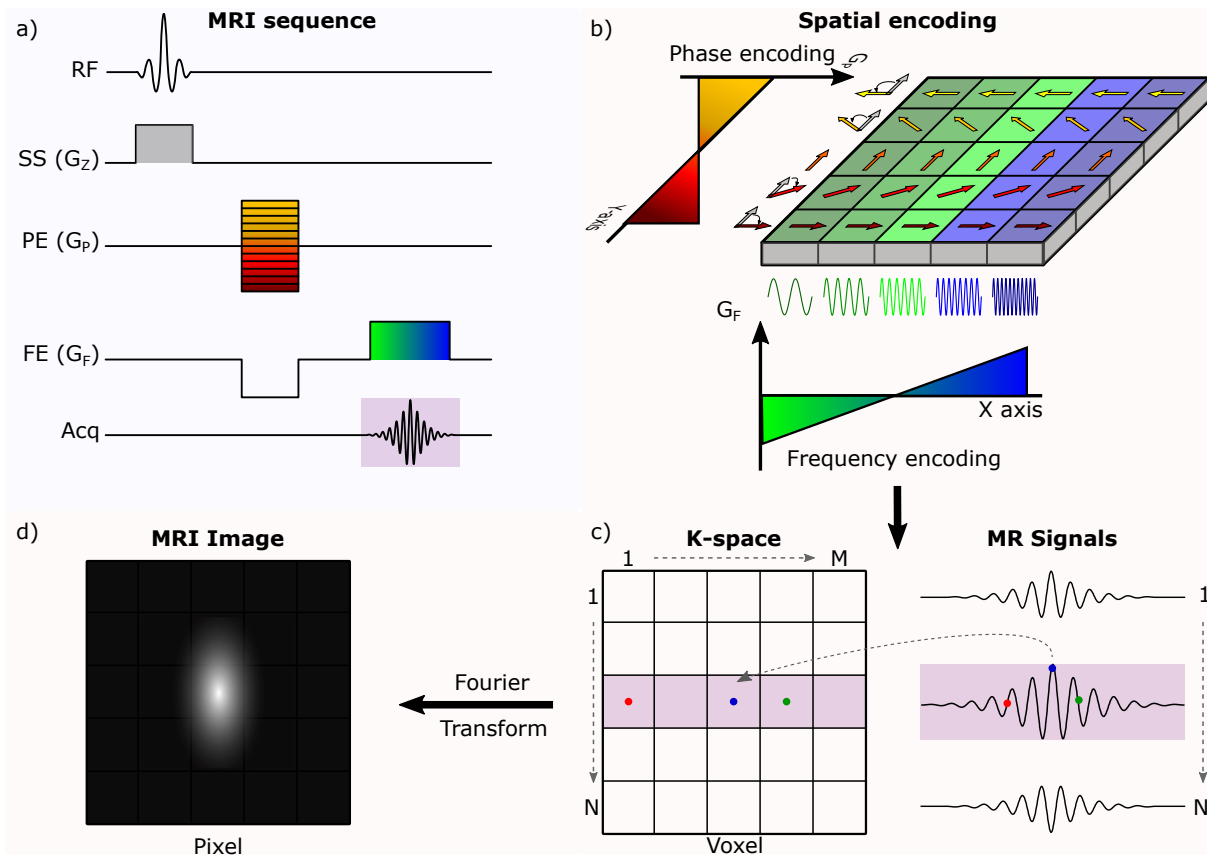 a)
MRI sequence
RF
SS (GZ)
PE (GP)
FE (GF)
Acq
b)
Spatial encoding
Phase encoding
GP
y-axis
GF
X axis
Frequency encoding
c)
K-space
MR Signals
1
M
1
N
1
N
Voxel
d)
MRI Image
Fourier
Transform
Pixel